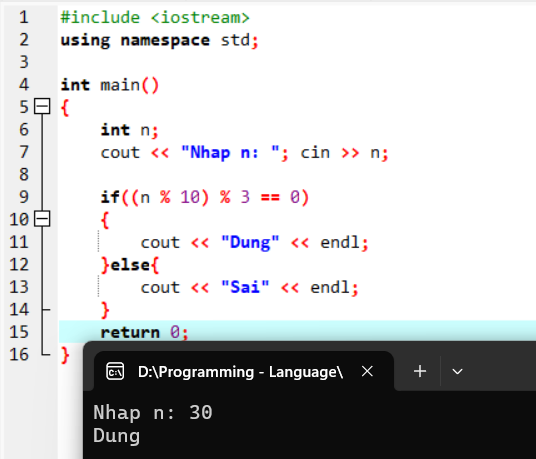 1 #include <iostream>
2 using namespace std;
3
4 int main()
5 {
6 int n;
7 cout << "Nhap n: "; cin >> n;
8
9 if((n % 10) % 3 == 0)
10 {
11 cout << "Dung" << endl;
12 }else{
13 cout << "Sai" << endl;
14 }
15 return 0;
16 }
D:\Programming - Language\
Nhap n: 30
Dung